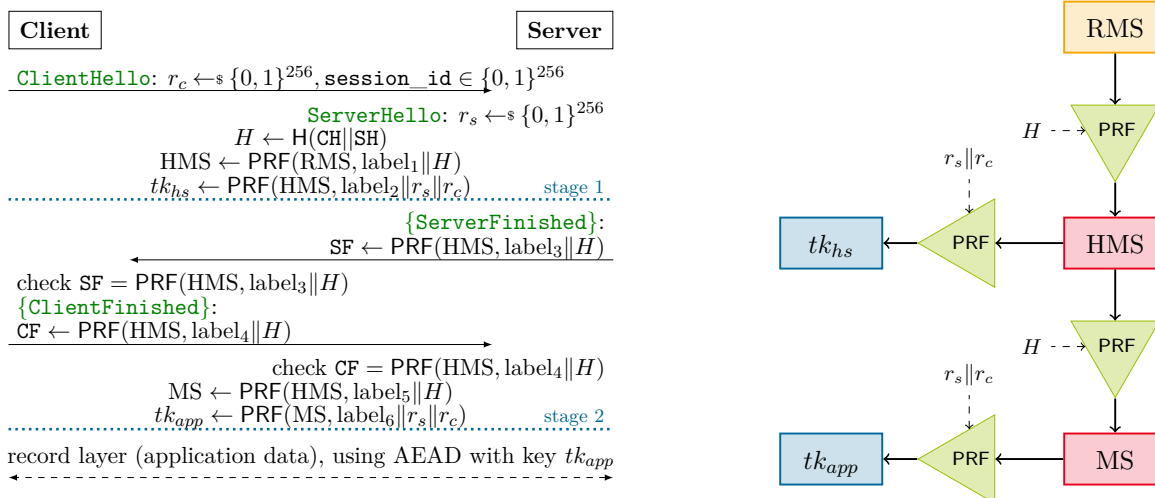 Client Server
ClientHello: r_c ←$ {0, 1}^256, session_id ∈ {0, 1}^256
ServerHello: r_s ←$ {0, 1}^256
H ← H(CH||SH)
HMS ← PRF(RMS, label_1‖H)
tk_hs ← PRF(HMS, label_2‖r_s‖r_c) stage 1
{ServerFinished}:
SF ← PRF(HMS, label_3‖H)
check SF = PRF(HMS, label_3‖H)
{ClientFinished}:
CF ← PRF(HMS, label_4‖H)
check CF = PRF(HMS, label_4‖H)
MS ← PRF(HMS, label_5‖H)
tk_app ← PRF(MS, label_6‖r_s‖r_c) stage 2
record layer (application data), using AEAD with key tk_app
RMS
H PRF
r_s‖r_c
tk_hs PRF HMS
H PRF
r_s‖r_c
tk_app PRF MS